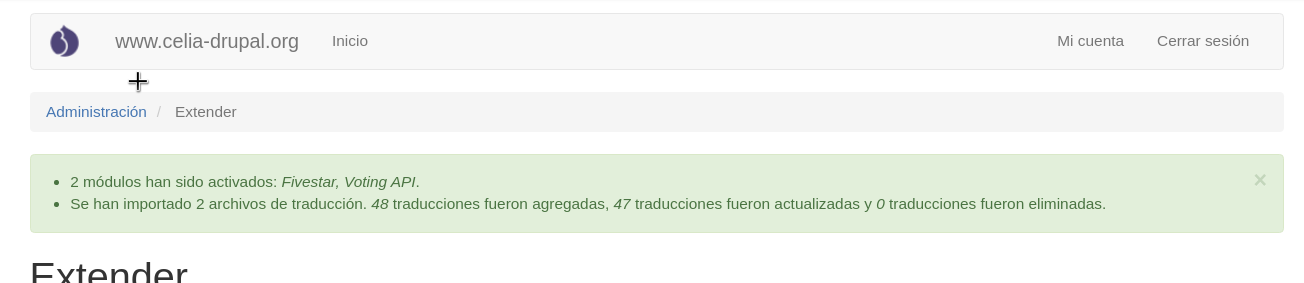 www.celia-drupal.org Inicio Mi cuenta Cerrar sesión
Administración / Extender
2 módulos han sido activados: Fivestar, Voting API.
×
Se han importado 2 archivos de traducción. 48 traducciones fueron agregadas, 47 traducciones fueron actualizadas y 0 traducciones fueron eliminadas.
Extender